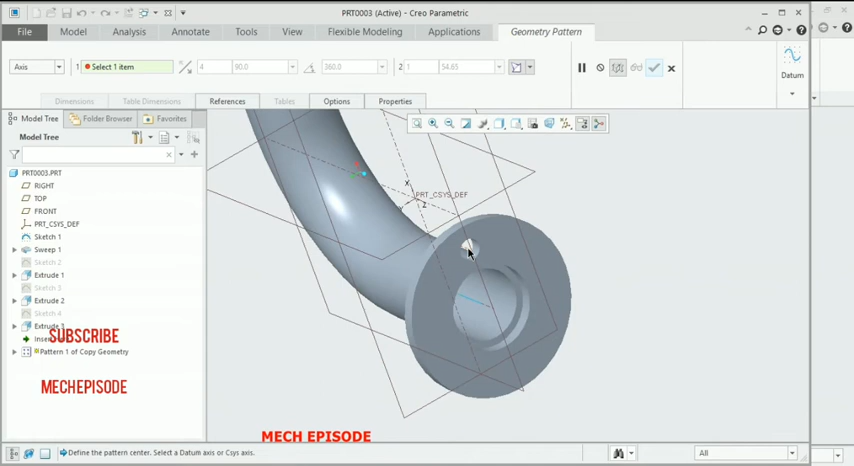 PRT0003 (Active) - Creo Parametric
File Model Analysis Annotate Tools View Flexible Modeling Applications Geometry Pattern
Axis 1 Select 1 item 4 90.0 360.0 2 1 54.65 Datum
Dimensions Table Dimensions References Tables Options Properties
Model Tree Folder Browser Favorites
Model Tree
PRT0003.PRT
RIGHT
TOP
FRONT
PRT_CSYS_DEF
Sketch 1
Sweep 1
Sketch 2
Extrude 1
Sketch 3
Extrude 2
Sketch 4
Extrude 3
SUBSCRIBE
Pattern 1 of Copy Geometry
MECHEPISODE
X
PRT_CSYS_DEF
Z
MECH EPISODE
Define the pattern center. Select a Datum axis or Csys axis.
All